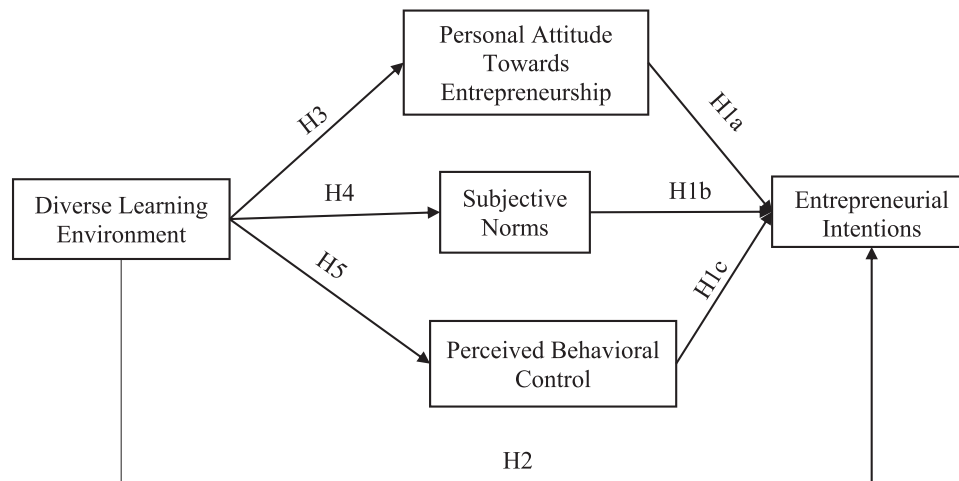 Personal Attitude
Towards
Entrepreneurship
H3
H1a
Diverse Learning
Environment
H4
Subjective
Norms
H1b
Entrepreneurial
Intentions
H5
H1c
Perceived Behavioral
Control
H2